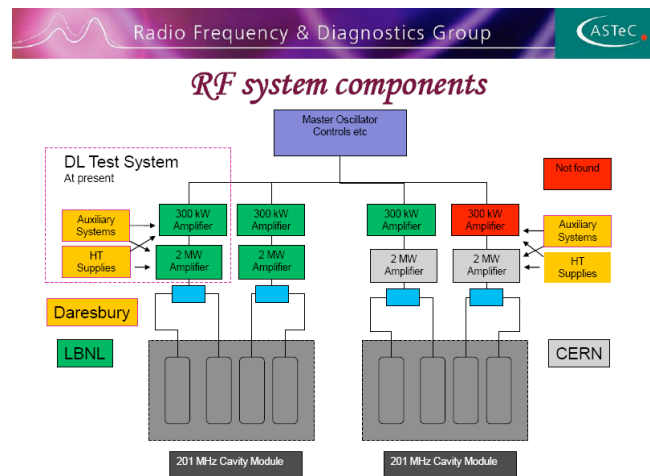 Radio Frequency & Diagnostics Group
ASTeC
RF system components
Master Oscillator
Controls etc
DL Test System
At present
Not found
300 kW
Amplifier
300 kW
Amplifier
300 kW
Amplifier
300 kW
Amplifier
Auxiliary
Systems
Auxiliary
Systems
HT
Supplies
2 MW
Amplifier
2 MW
Amplifier
2 MW
Amplifier
2 MW
Amplifier
HT
Supplies
Daresbury
LBNL
CERN
201 MHz Cavity Module
201 MHz Cavity Module